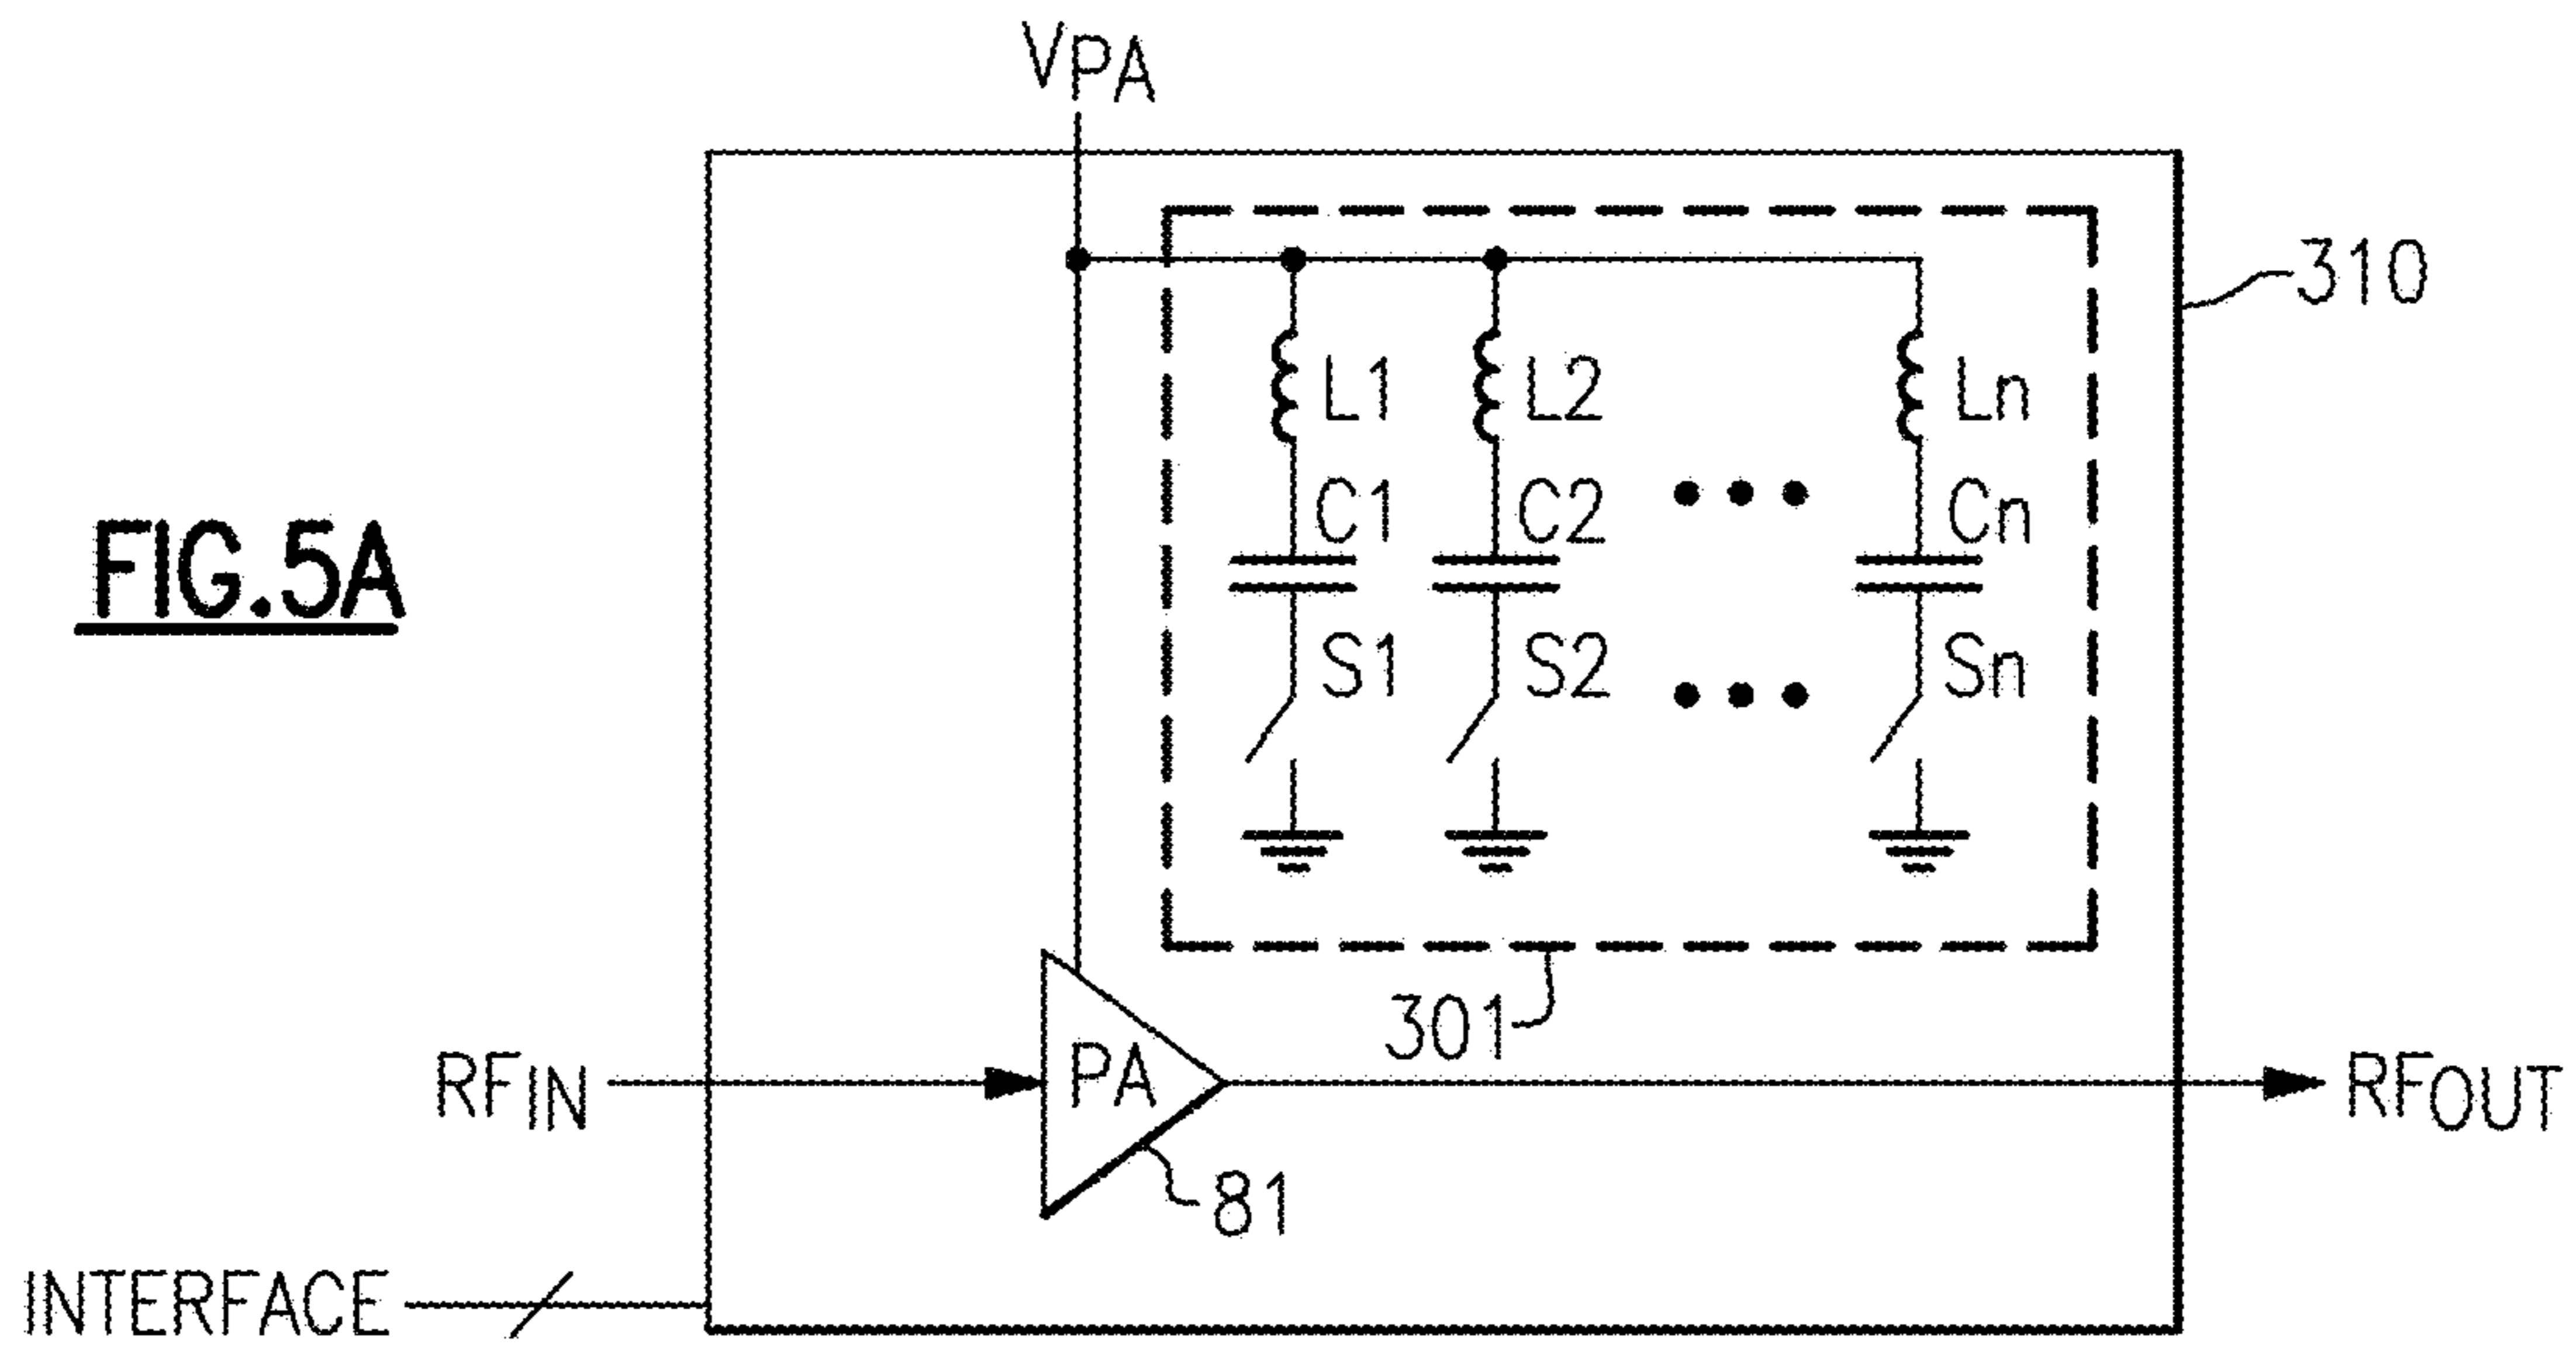 VPA
310
L1 L2 Ln
C1 C2 Cn
FIG.5A
S1 S2 Sn
301
RFIN PA RFOUT
81
INTERFACE